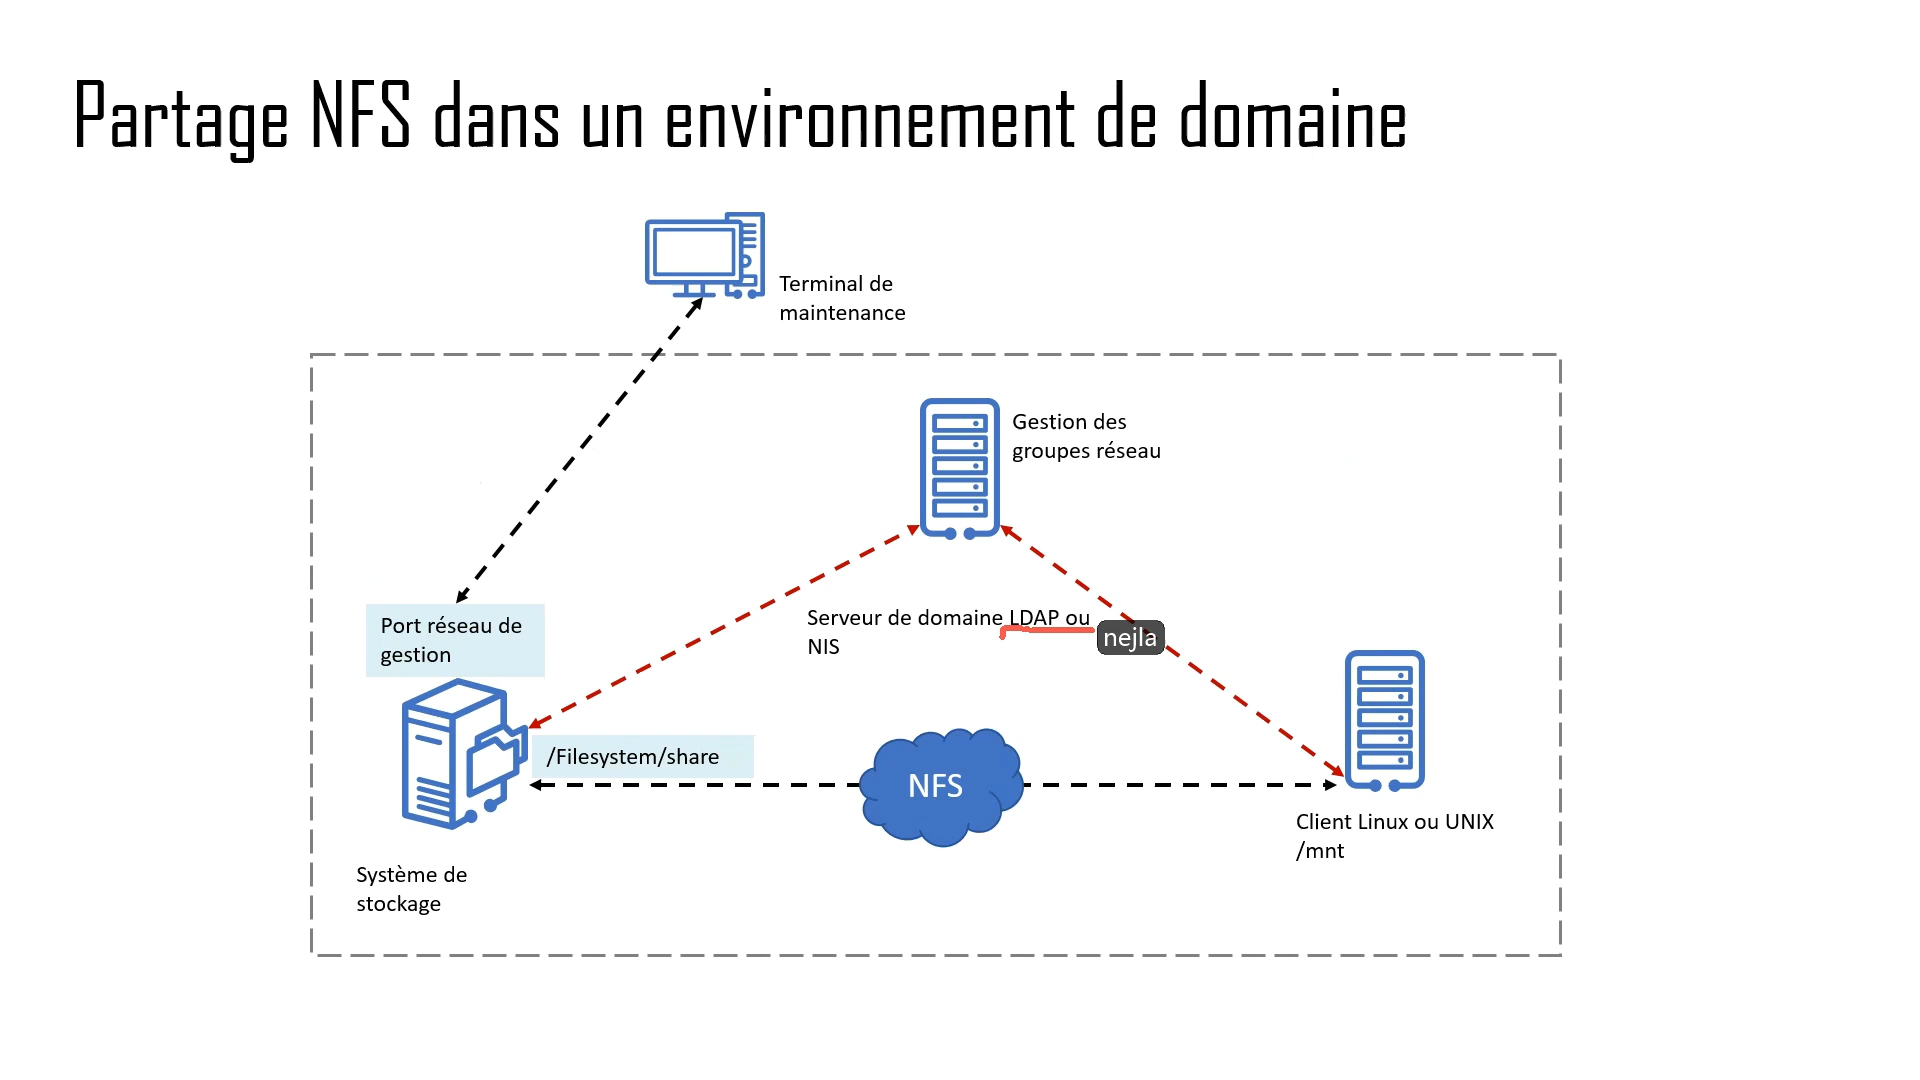 Partage NFS dans un environnement de domaine
Terminal de
maintenance
Gestion des
groupes réseau
Port réseau de
gestion
Serveur de domaine LDAP ou
NIS
nejla
/Filesystem/share
NFS
Client Linux ou UNIX
/mnt
Système de
stockage